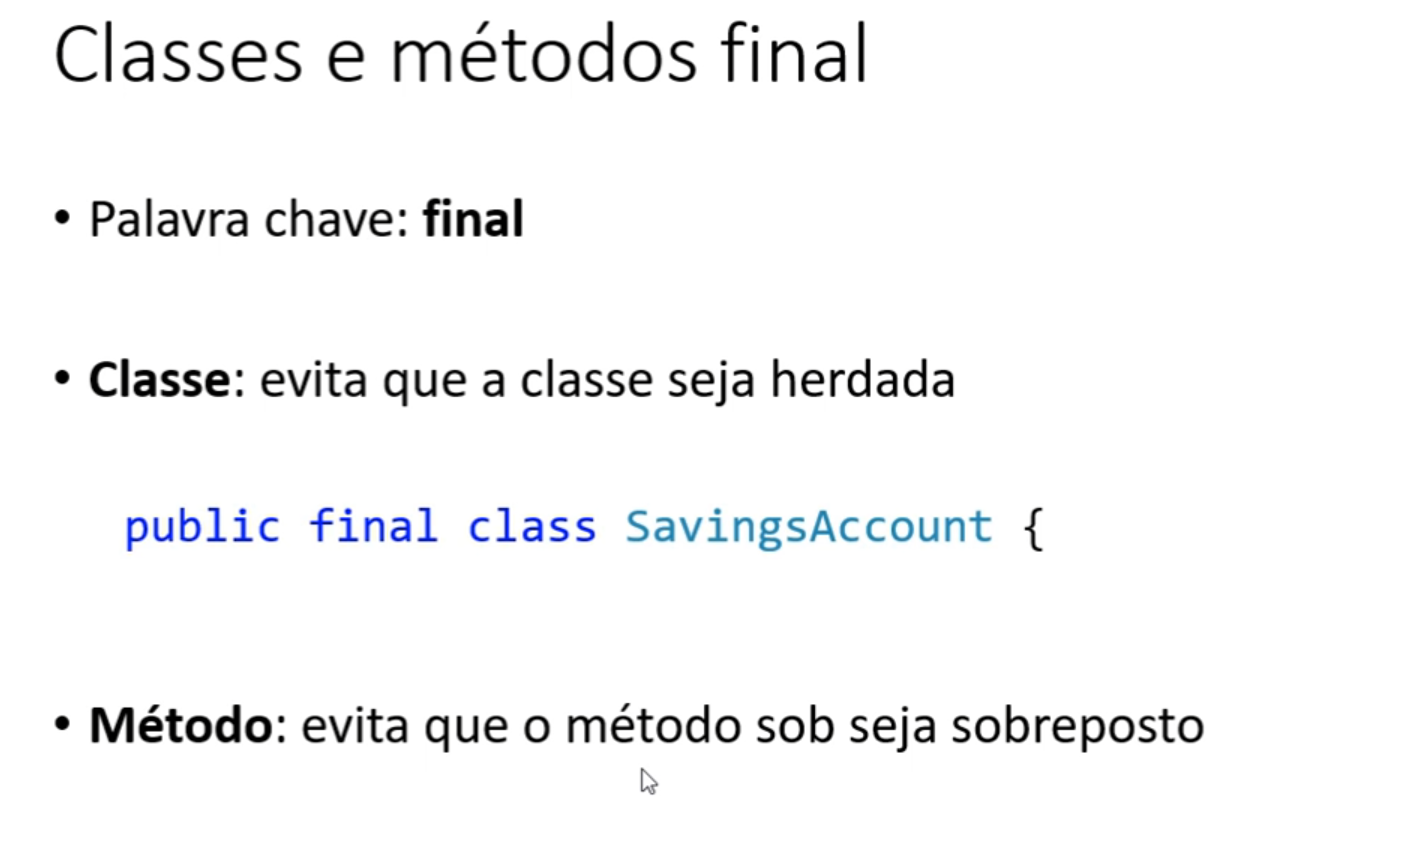 Classes e métodos final
• Palavra chave: final
• Classe: evita que a classe seja herdada
public final class SavingsAccount {
• Método: evita que o método sob seja sobreposto